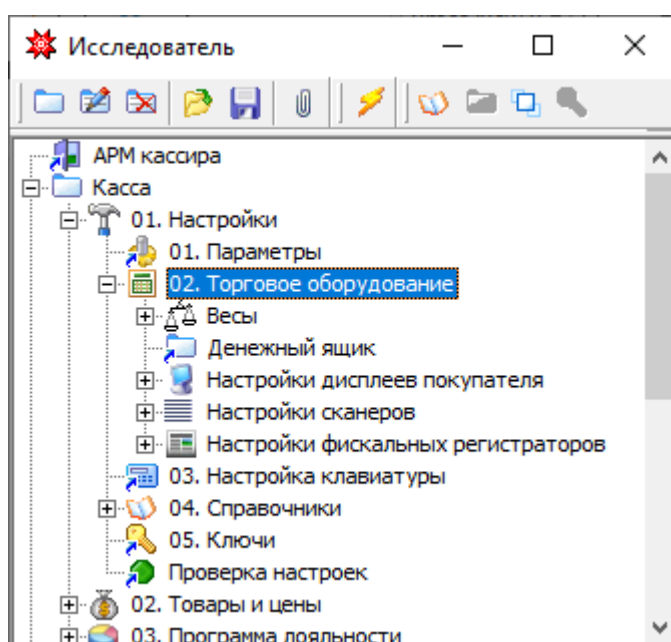 Исследователь
АРМ кассира
Касса
01. Настройки
01. Параметры
02. Торговое оборудование
Весы
Денежный ящик
Настройки дисплеев покупателя
Настройки сканеров
Настройки фискальных регистраторов
03. Настройка клавиатуры
04. Справочники
05. Ключи
Проверка настроек
02. Товары и цены
03. Программа лояльности